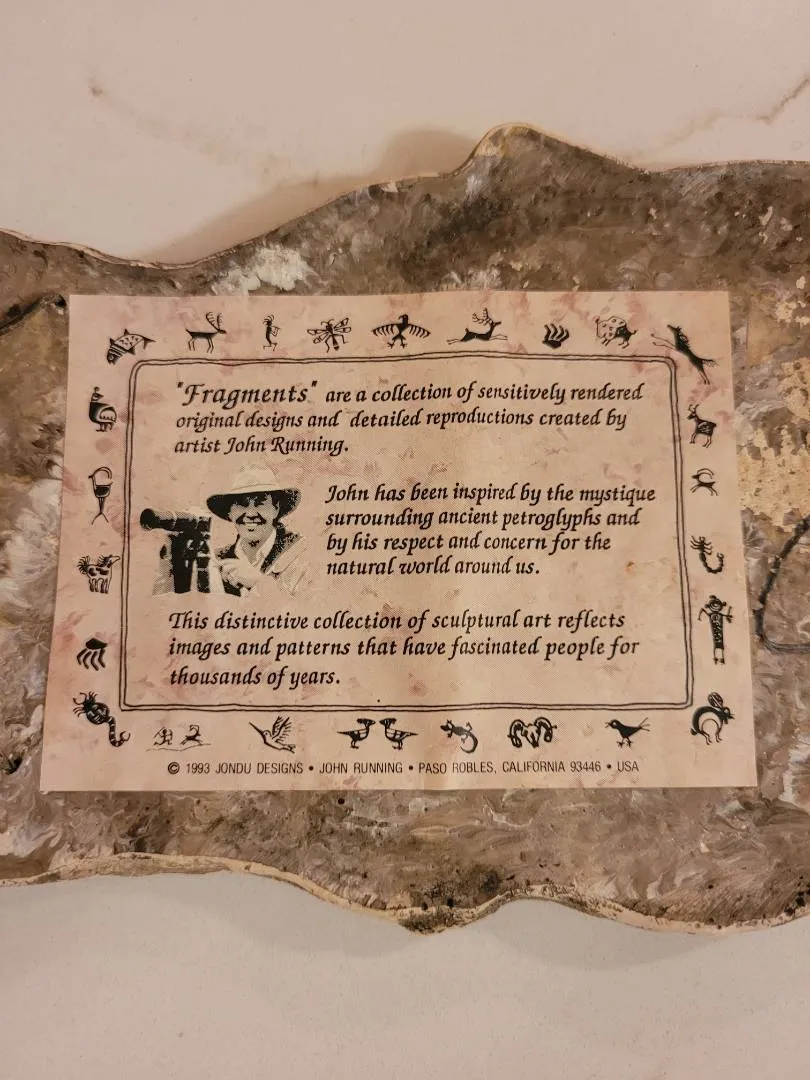 "Fragments" are a collection of sensitively rendered
original designs and detailed reproductions created by
artist John Running.
John has been inspired by the mystique
surrounding ancient petroglyphs and
by his respect and concern for the
natural world around us.
This distinctive collection of sculptural art reflects
images and patterns that have fascinated people for
thousands of years.
© 1993 JONDU DESIGNS • JOHN RUNNING • PASO ROBLES, CALIFORNIA 93446 • USA